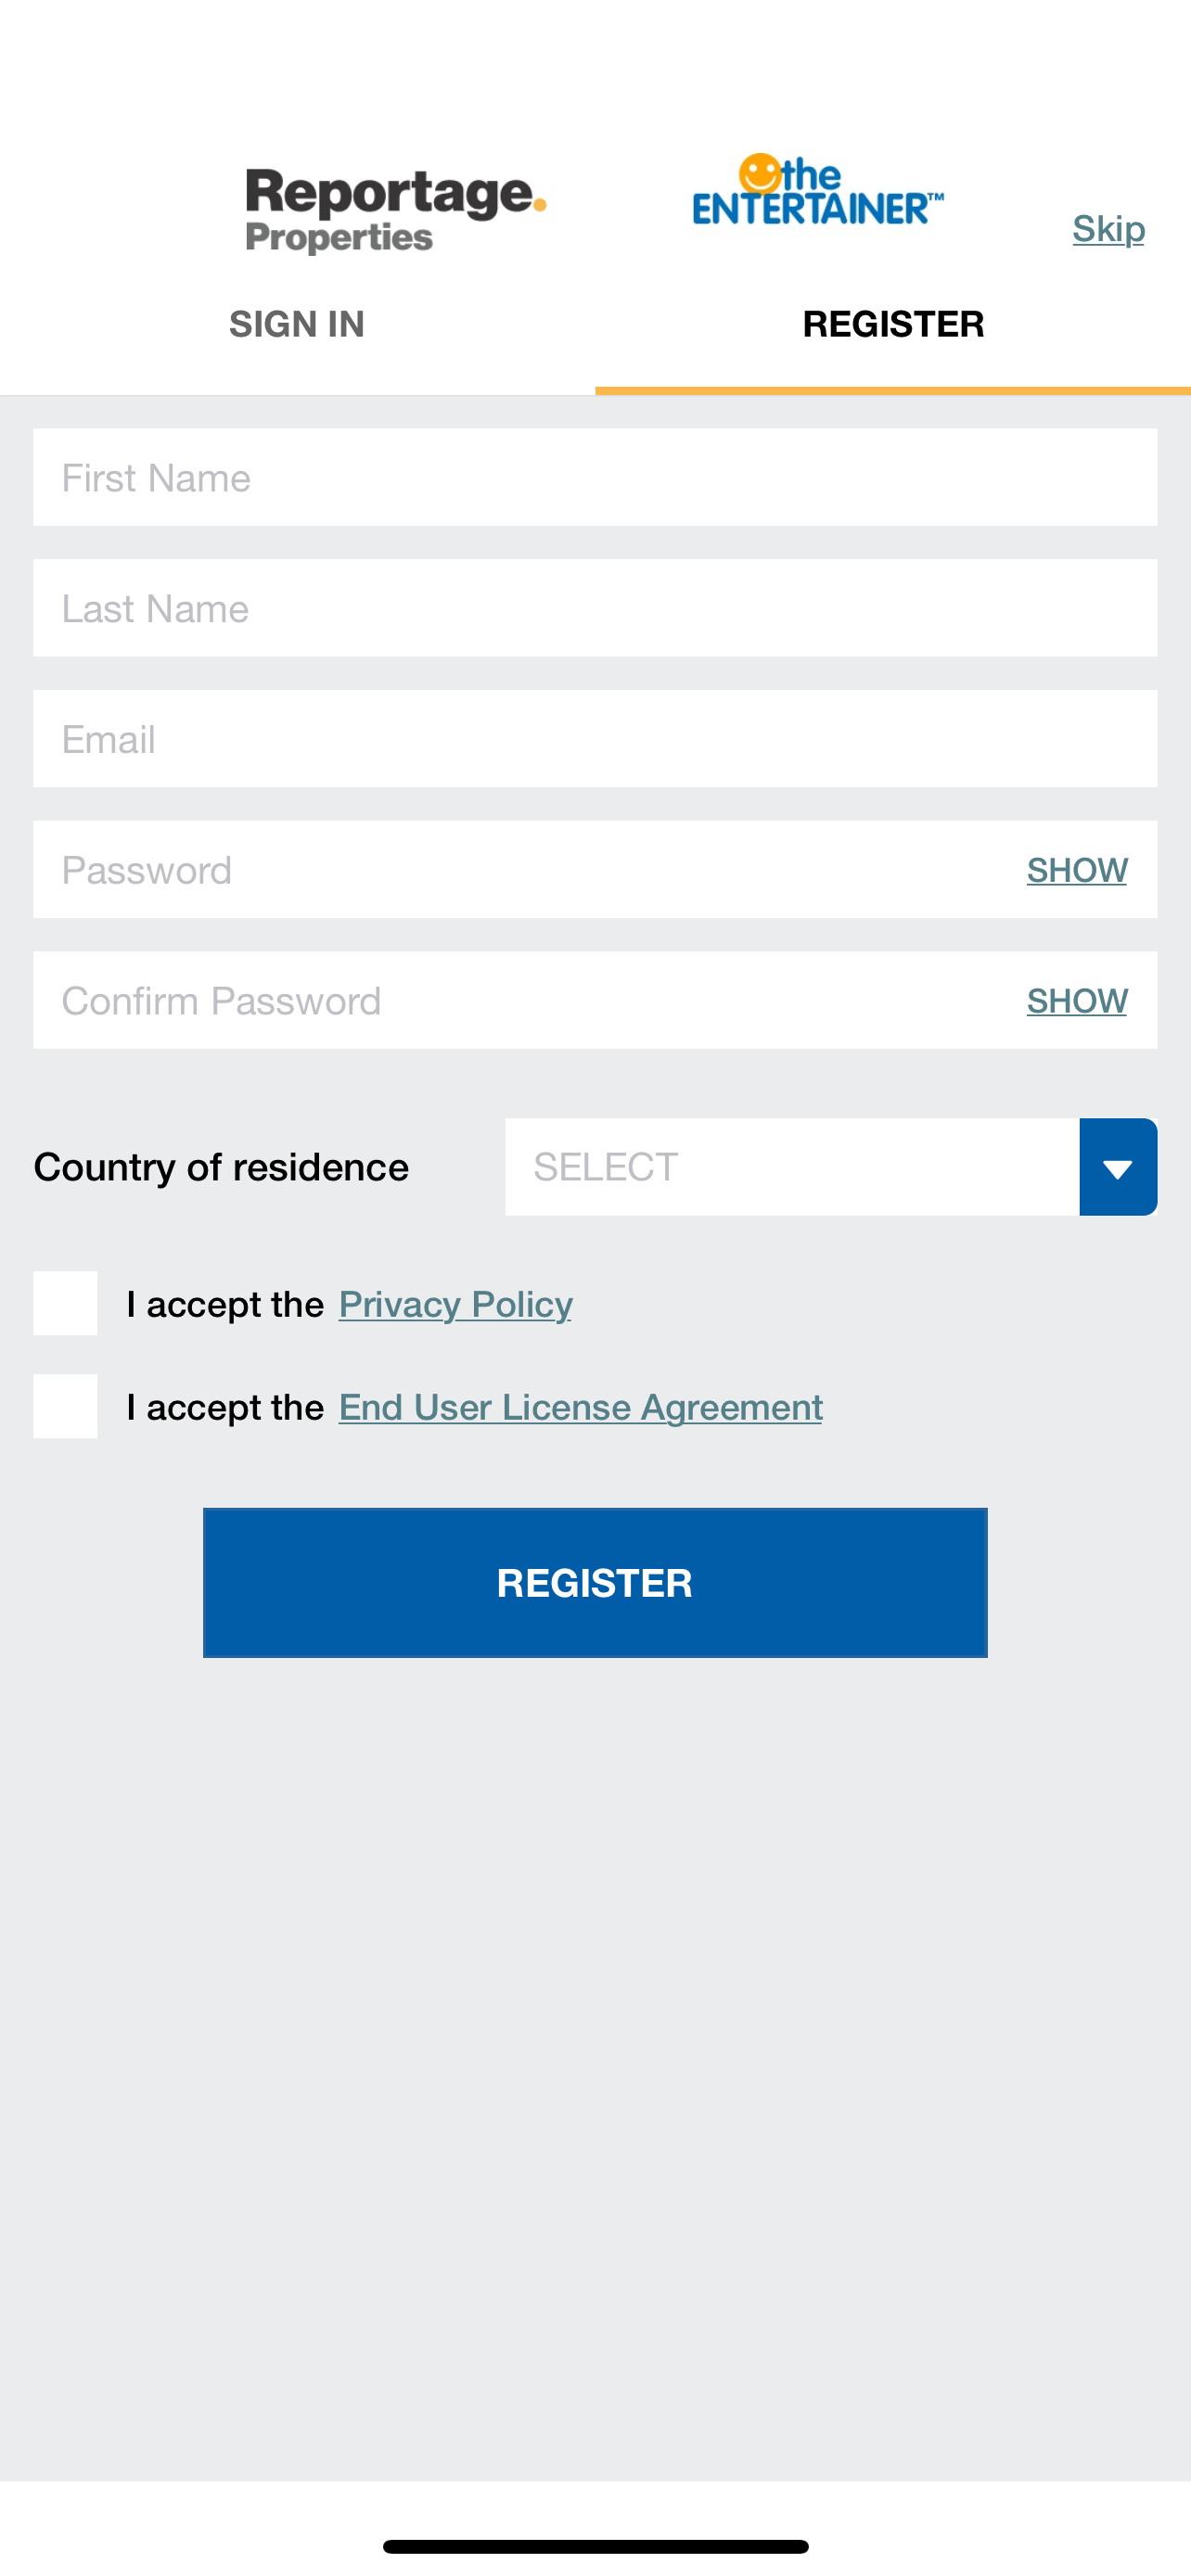 Reportage.
Properties
the
ENTERTAINER™
Skip
SIGN IN
REGISTER
First Name
Last Name
Email
Password
SHOW
Confirm Password
SHOW
Country of residence
SELECT
I accept the Privacy Policy
I accept the End User License Agreement
REGISTER